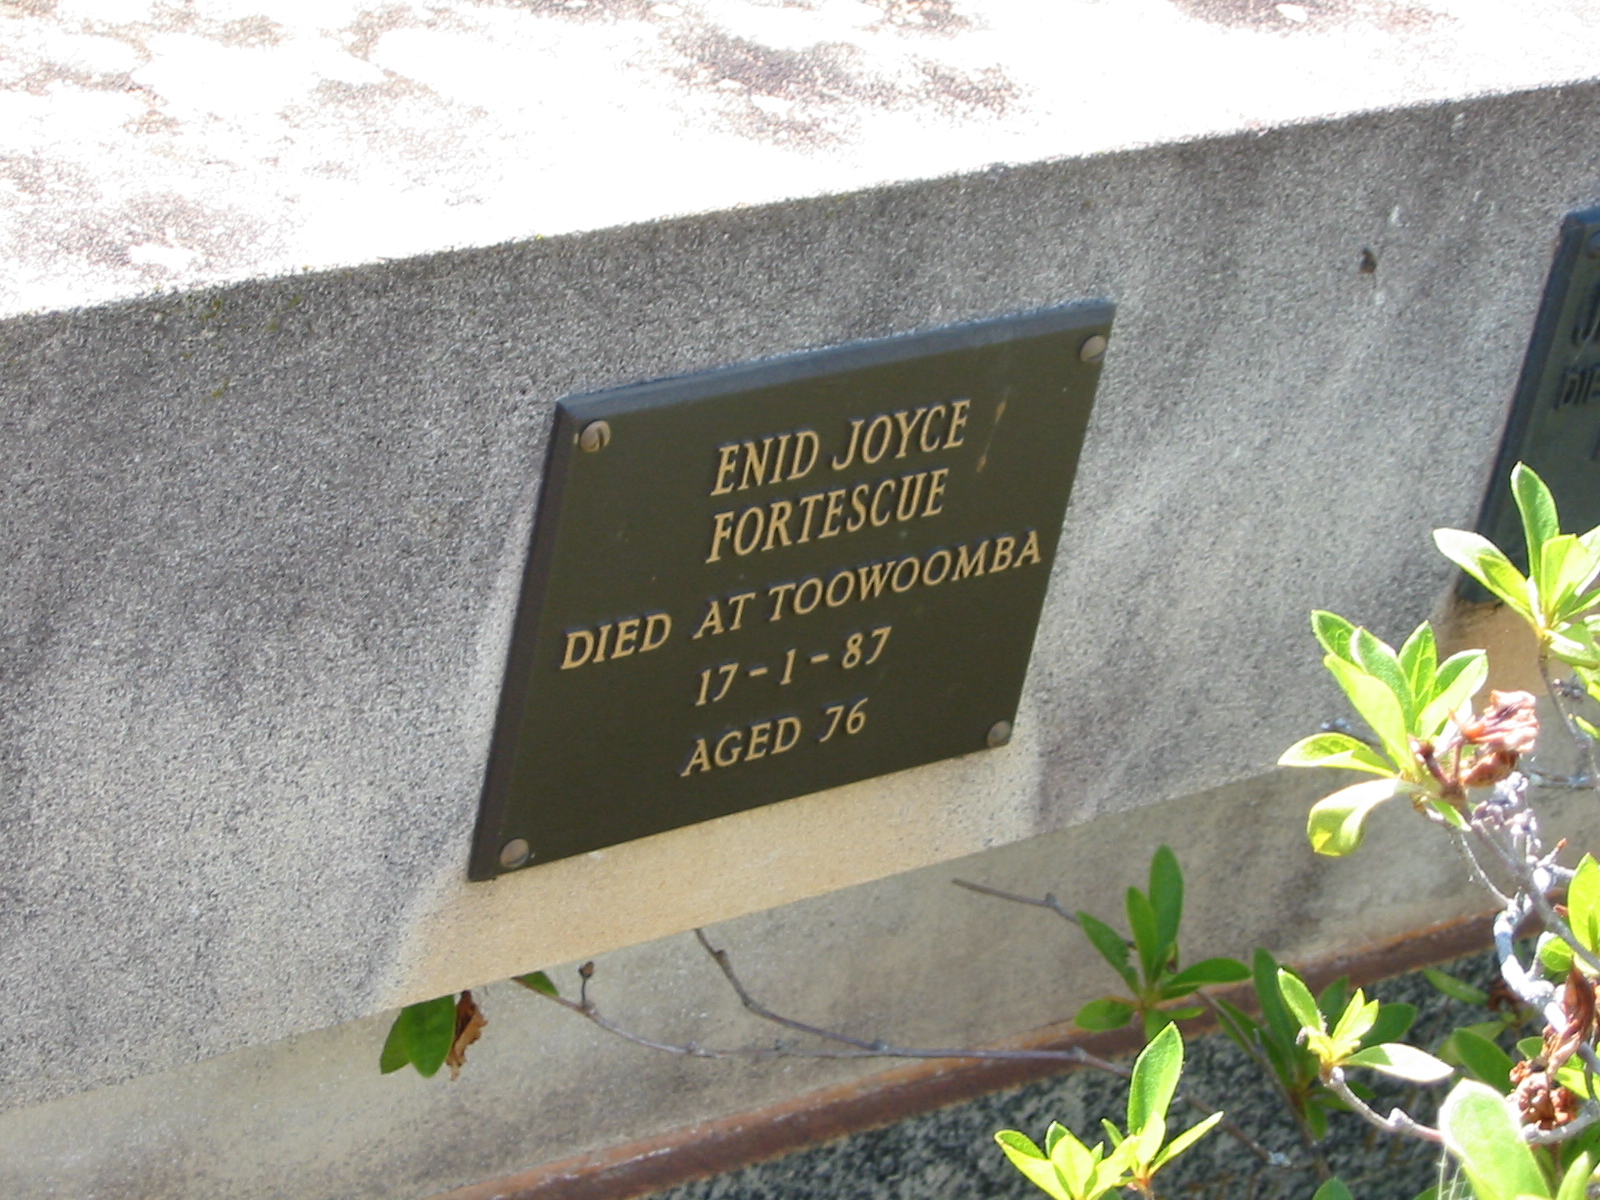 ENID JOYCE
FORTESCUE
DIED AT TOOWOOMBA
17-1-87
AGED 76